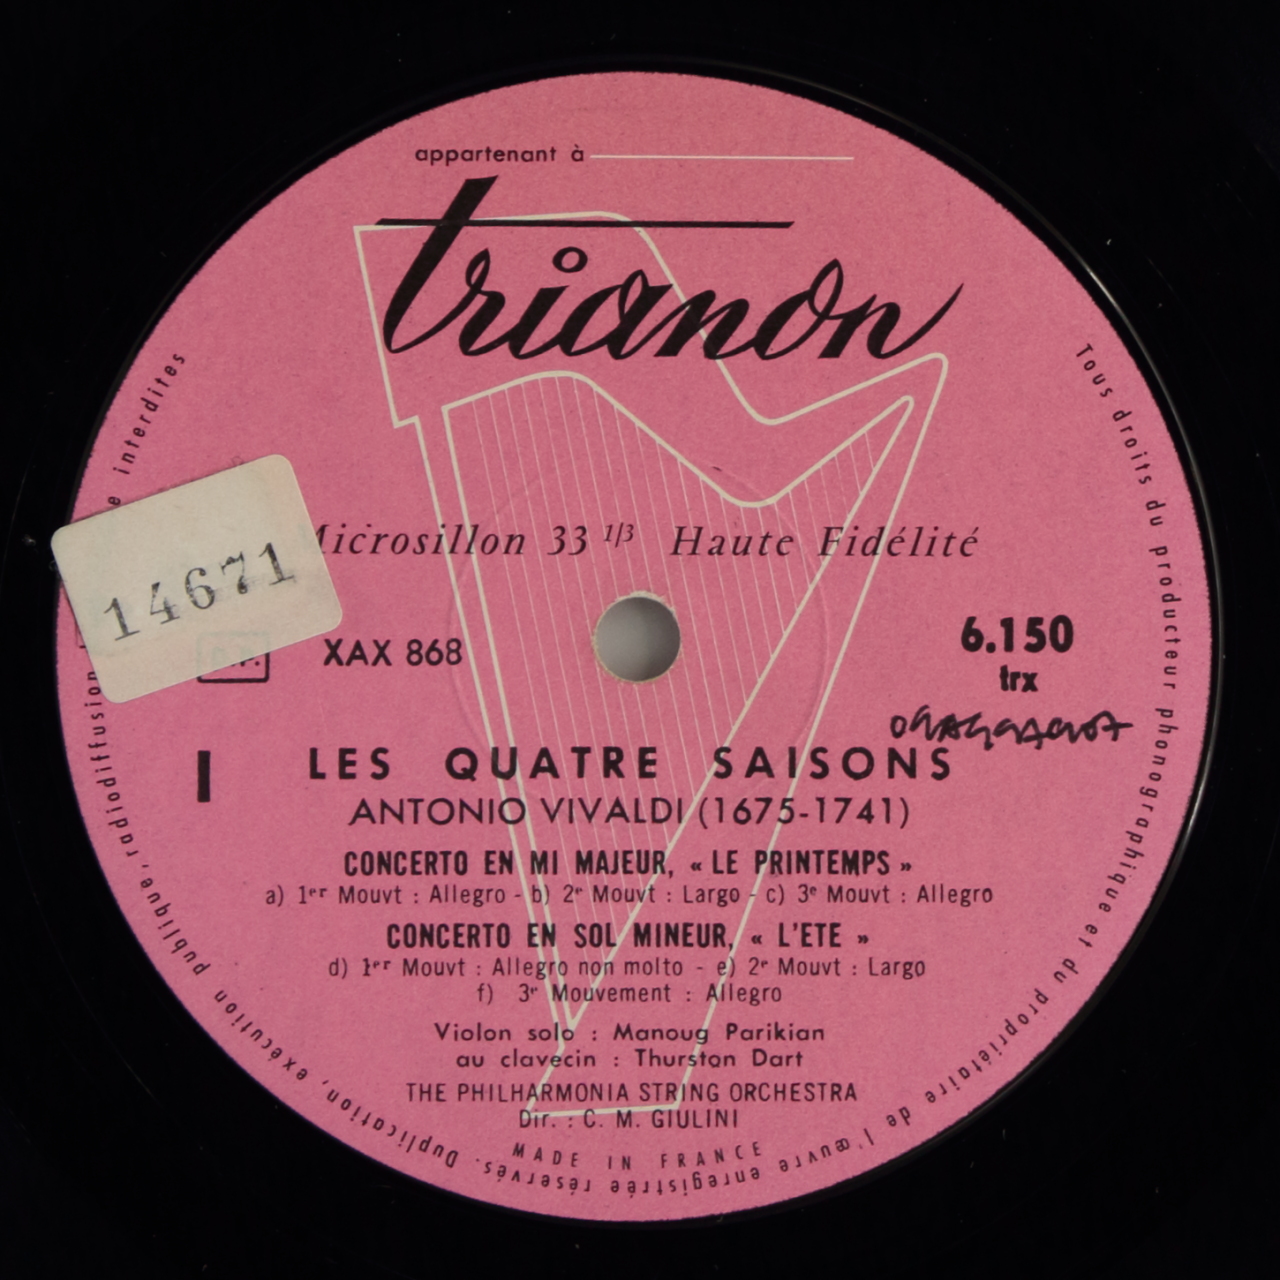 appartenant à
trianon
Microsillon 33 1/3 Haute Fidélité
14671
XAX 868
6.150
trx
I
LES QUATRE SAISONS
ANTONIO VIVALDI (1675-1741)
CONCERTO EN MI MAJEUR, « LE PRINTEMPS »
a) 1er Mouvt : Allegro - b) 2e Mouvt : Largo - c) 3e Mouvt : Allegro
CONCERTO EN SOL MINEUR, « L'ETE »
d) 1er Mouvt : Allegro non molto - e) 2e Mouvt : Largo
f) 3e Mouvement : Allegro
Violon solo : Manoug Parikian
au clavecin : Thurston Dart
THE PHILHARMONIA STRING ORCHESTRA
Dir. : C. M. GIULINI
MADE IN FRANCE
Tous droits du producteur phonographique et du propriétaire de l'œuvre enregistrée réservés. Duplication, exécution publique, radiodiffusion interdites